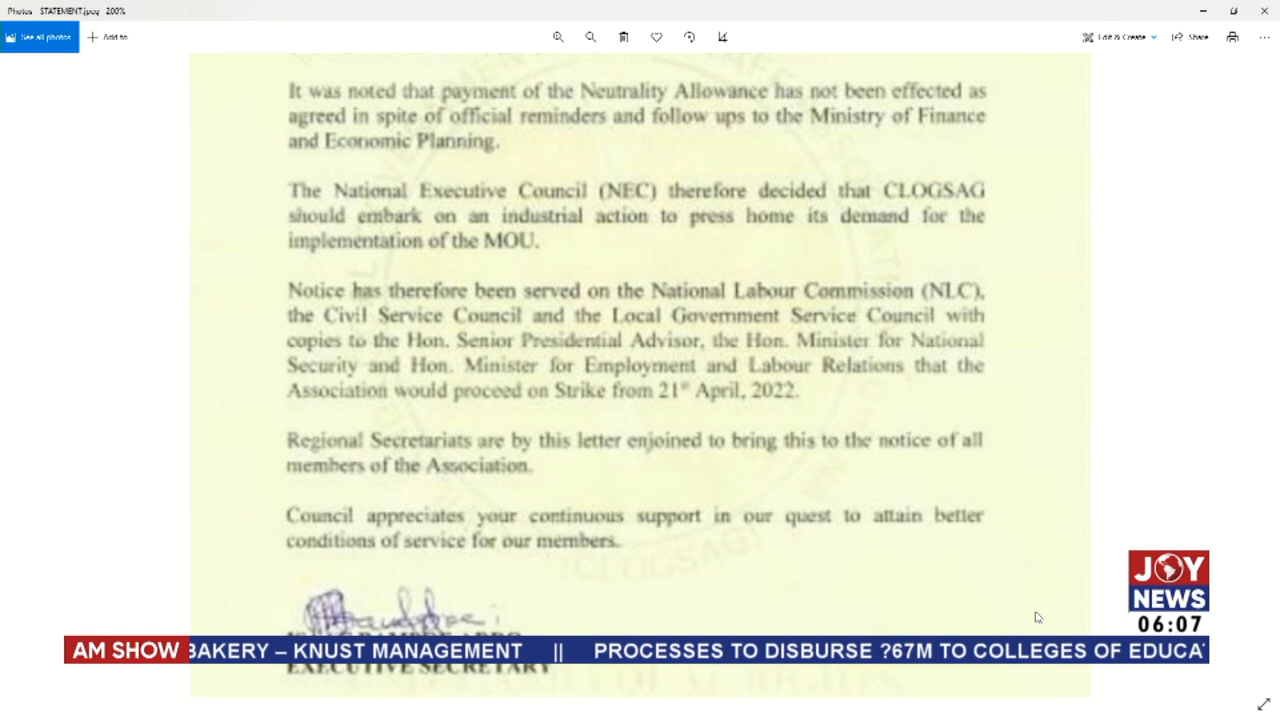 Photos - STATEMENT.jpeg 200%
See all photos
Add to
Edit & Create
Share
It was noted that payment of the Neutrality Allowance has not been effected as
agreed in spite of official reminders and follow ups to the Ministry of Finance
and Economic Planning.
The National Executive Council (NEC) therefore decided that CLOGSAG
should embark on an industrial action to press home its demand for the
implementation of the MOU.
Notice has therefore been served on the National Labour Commission (NLC),
the Civil Service Council and the Local Government Service Council with
copies to the Hon. Senior Presidential Advisor, the Hon. Minister for National
Security and Hon. Minister for Employment and Labour Relations that the
Association would proceed on Strike from 21st April, 2022.
Regional Secretariats are by this letter enjoined to bring this to the notice of all
members of the Association.
Council appreciates your continuous support in our quest to attain better
conditions of service for our members.
(CLOGSAG)
EXECUTIVE SECRETARY
JOY
NEWS
06:07
AM SHOW
BAKERY – KNUST MANAGEMENT || PROCESSES TO DISBURSE ?67M TO COLLEGES OF EDUCA